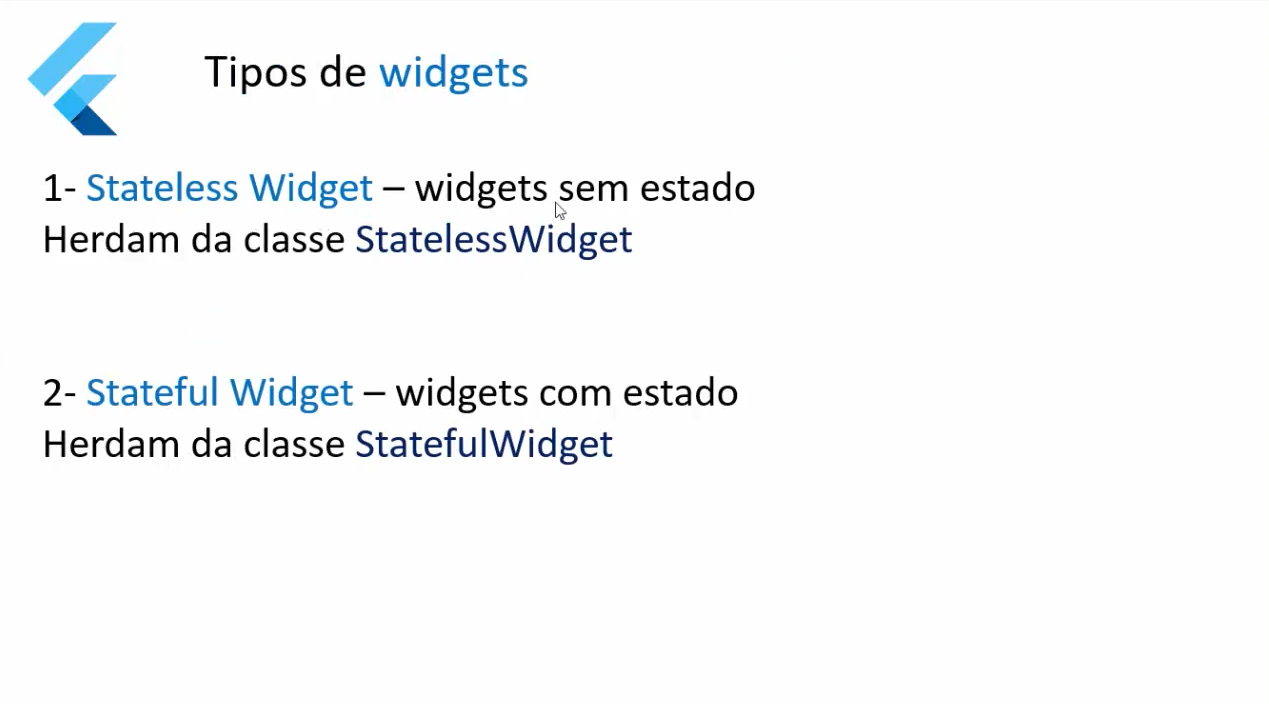 Tipos de widgets
1- Stateless Widget – widgets sem estado
Herdam da classe StatelessWidget
2- Stateful Widget – widgets com estado
Herdam da classe StatefulWidget